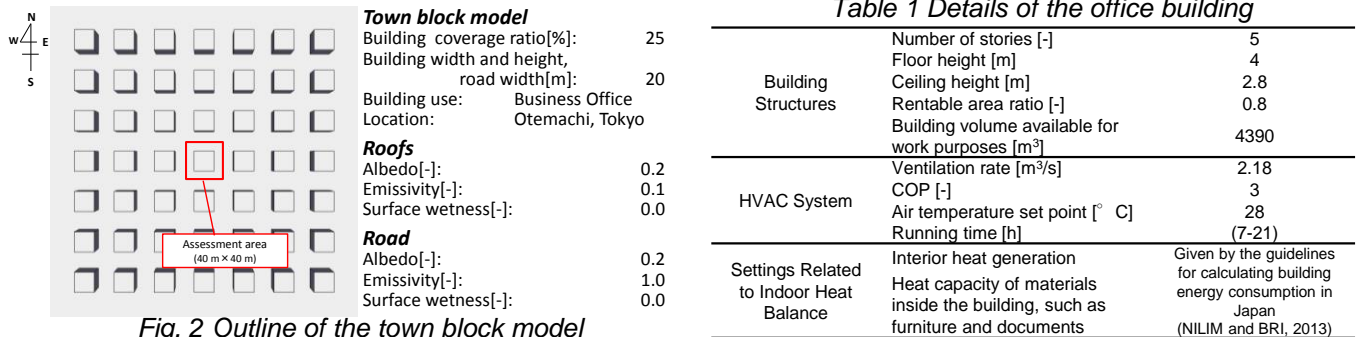 N
W E
S
Assessment area
(40 m×40 m)
Town block model
Building coverage ratio[%]: 25
Building width and height,
road width[m]: 20
Building use: Business Office
Location: Otemachi, Tokyo
Roofs
Albedo[-]: 0.2
Emissivity[-]: 0.1
Surface wetness[-]: 0.0
Road
Albedo[-]: 0.2
Emissivity[-]: 1.0
Surface wetness[-]: 0.0
Fig. 2 Outline of the town block model
Table 1 Details of the office building
Building
Structures
Number of stories [-] 5
Floor height [m] 4
Ceiling height [m] 2.8
Rentable area ratio [-] 0.8
Building volume available for
work purposes [m³] 4390
HVAC System
Ventilation rate [m³/s] 2.18
COP [-] 3
Air temperature set point [° C] 28
Running time [h] (7-21)
Settings Related
to Indoor Heat
Balance
Interior heat generation
Heat capacity of materials
inside the building, such as
furniture and documents
Given by the guidelines
for calculating building
energy consumption in
Japan
(NILIM and BRI, 2013)